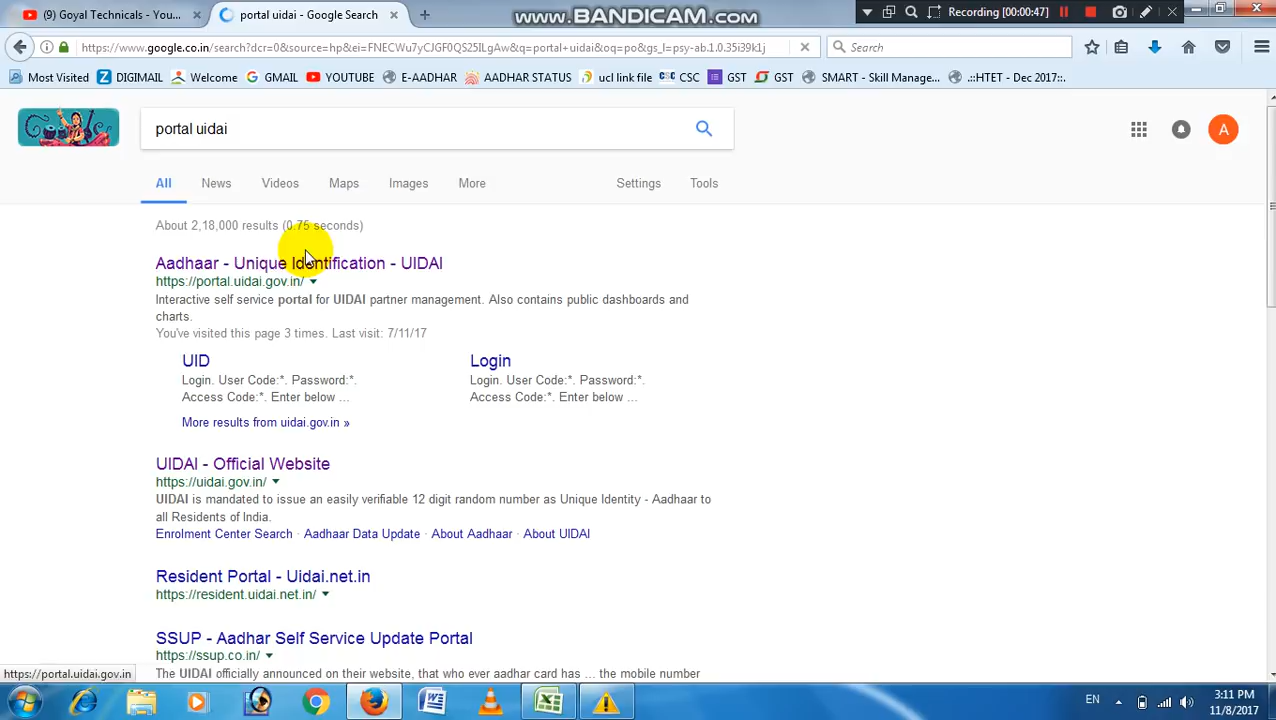 (9) Goyal Technicals - You...
portal uidai - Google Search
www.BANDICAM.com
Recording [00:00:47]
https://www.google.co.in/search?dcr=0&source=hp&ei=FNECWu7yCJGF0QS25ILgAw&q=portal+uidai&oq=po&gs_l=psy-ab.1.0.35i39k1j
Search
Most Visited
DIGIMAIL
Welcome
GMAIL
YOUTUBE
E-AADHAR
AADHAR STATUS
ucl link file
CSC
GST
GST
SMART - Skill Manage...
.::HTET - Dec 2017::.
portal uidai
A
All
News
Videos
Maps
Images
More
Settings
Tools
About 2,18,000 results (0.75 seconds)
Aadhaar - Unique Identification - UIDAI
https://portal.uidai.gov.in/
Interactive self service portal for UIDAI partner management. Also contains public dashboards and
charts.
You've visited this page 3 times. Last visit: 7/11/17
UID
Login
Login. User Code:*. Password:*.
Login. User Code:*. Password:*.
Access Code:*. Enter below ...
Access Code:*. Enter below ...
More results from uidai.gov.in »
UIDAI - Official Website
https://uidai.gov.in/
UIDAI is mandated to issue an easily verifiable 12 digit random number as Unique Identity - Aadhaar to
all Residents of India.
Enrolment Center Search · Aadhaar Data Update · About Aadhaar · About UIDAI
Resident Portal - Uidai.net.in
https://resident.uidai.net.in/
SSUP - Aadhar Self Service Update Portal
https://ssup.co.in/
The UIDAI officially announced on their website, that who ever aadhar card has ... the mobile number
https://portal.uidai.gov.in
EN
3:11 PM
11/8/2017